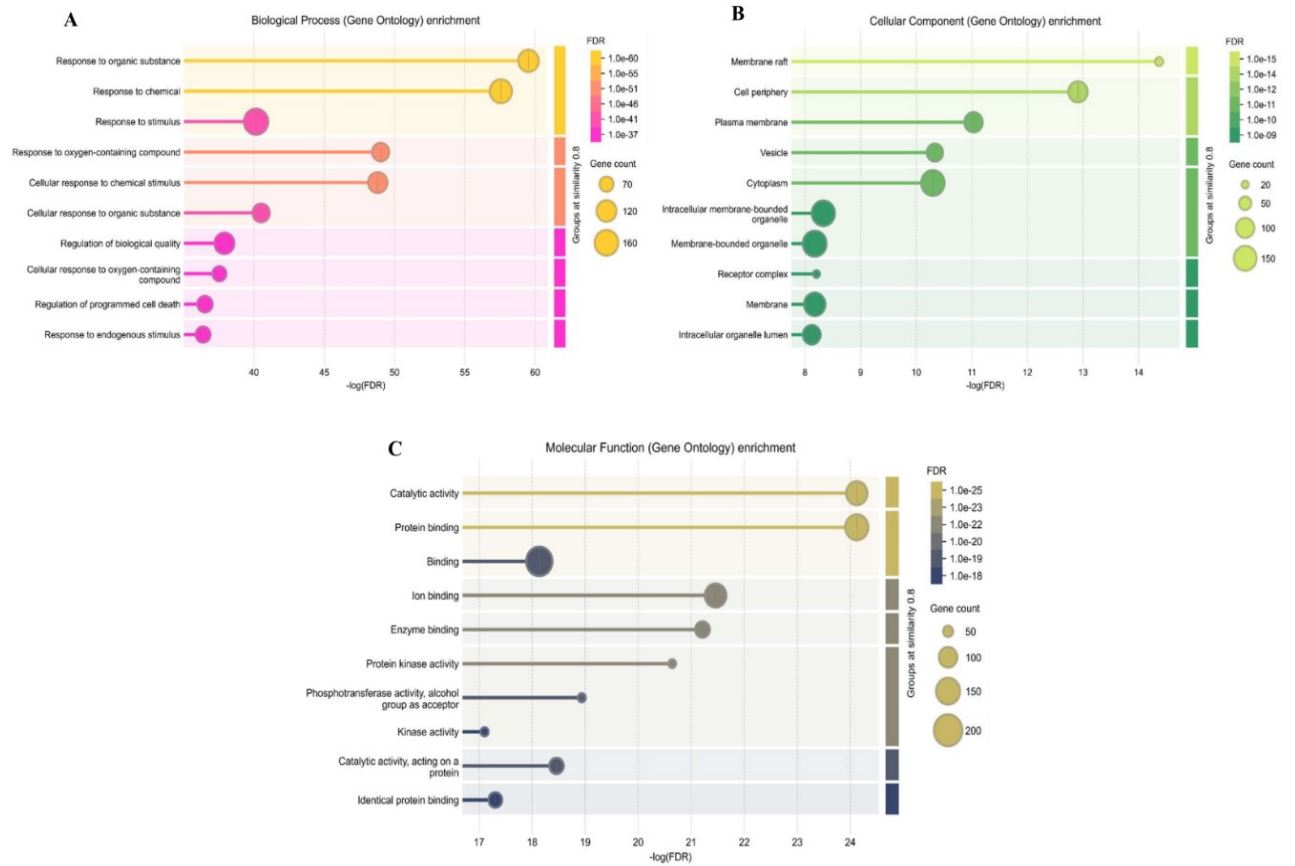 A
Biological Process (Gene Ontology) enrichment
Response to organic substance
Response to chemical
Response to stimulus
Response to oxygen-containing compound
Cellular response to chemical stimulus
Cellular response to organic substance
Regulation of biological quality
Cellular response to oxygen-containing
compound
Regulation of programmed cell death
Response to endogenous stimulus
40 45 50 55 60
-log(FDR)
Groups at similarity 0.8
FDR
1.0e-60
1.0e-55
1.0e-51
1.0e-46
1.0e-41
1.0e-37
Gene count
70
120
160
B
Cellular Component (Gene Ontology) enrichment
Membrane raft
Cell periphery
Plasma membrane
Vesicle
Cytoplasm
Intracellular membrane-bounded
organelle
Membrane-bounded organelle
Receptor complex
Membrane
Intracellular organelle lumen
8 9 10 11 12 13 14
-log(FDR)
Groups at similarity 0.8
FDR
1.0e-15
1.0e-14
1.0e-12
1.0e-11
1.0e-10
1.0e-09
Gene count
20
50
100
150
C
Molecular Function (Gene Ontology) enrichment
Catalytic activity
Protein binding
Binding
Ion binding
Enzyme binding
Protein kinase activity
Phosphotransferase activity, alcohol
group as acceptor
Kinase activity
Catalytic activity, acting on a
protein
Identical protein binding
17 18 19 20 21 22 23 24
-log(FDR)
Groups at similarity 0.8
FDR
1.0e-25
1.0e-23
1.0e-22
1.0e-20
1.0e-19
1.0e-18
Gene count
50
100
150
200